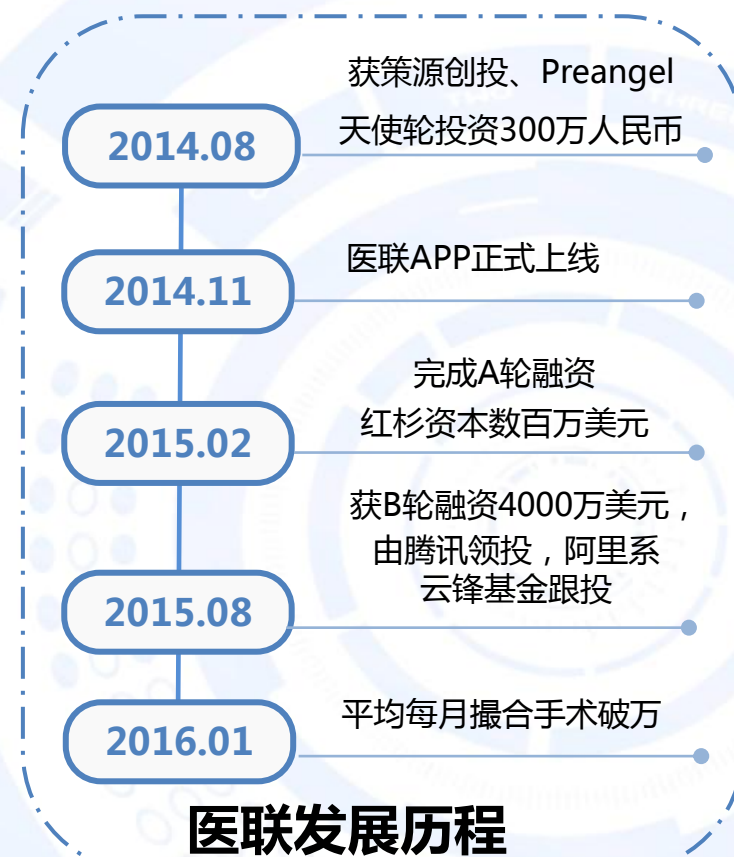 获策源创投、Preangel
2014.08
天使轮投资300万人民币
医联APP正式上线
2014.11
完成A轮融资
红杉资本数百万美元
2015.02
获B轮融资4000万美元，
由腾讯领投，阿里系
云锋基金跟投
2015.08
平均每月撮合手术破万
2016.01
医联发展历程